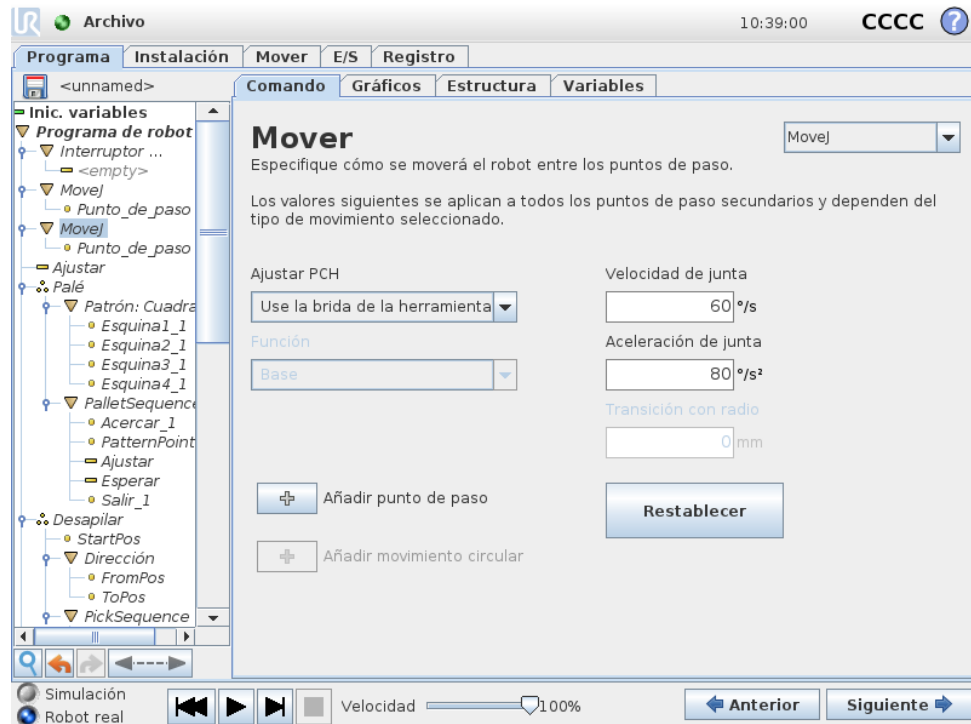 UR Archivo 10:39:00 CCCC ?
Programa Instalación Mover E/S Registro
<unnamed>
Comando Gráficos Estructura Variables
Inic. variables
Programa de robot
Interruptor ...
<empty>
MoveJ
Punto_de_paso
MoveJ
Punto_de_paso
Ajustar
Palé
Patrón: Cuadra
Esquina1_1
Esquina2_1
Esquina3_1
Esquina4_1
PalletSequence
Acercar_1
PatternPoint
Ajustar
Esperar
Salir_1
Desapilar
StartPos
Dirección
FromPos
ToPos
PickSequence
Mover
MoveJ
Especifique cómo se moverá el robot entre los puntos de paso.
Los valores siguientes se aplican a todos los puntos de paso secundarios y dependen del
tipo de movimiento seleccionado.
Ajustar PCH
Use la brida de la herramienta
Función
Base
Velocidad de junta
60 °/s
Aceleración de junta
80 °/s²
Transición con radio
0 mm
Añadir punto de paso
Restablecer
Añadir movimiento circular
Simulación
Robot real
Velocidad 100%
Anterior Siguiente